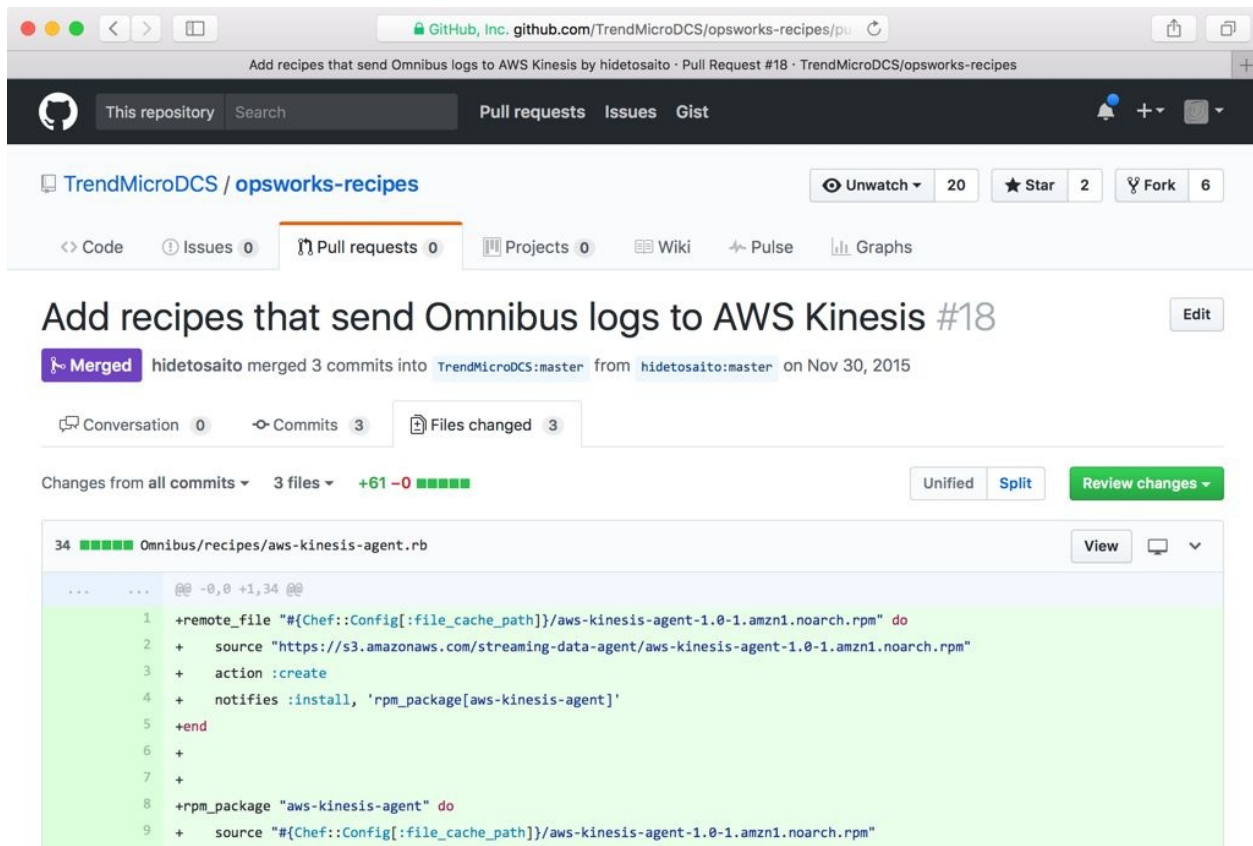 GitHub, Inc. github.com/TrendMicroDCS/opsworks-recipes/pu
Add recipes that send Omnibus logs to AWS Kinesis by hidetosaito · Pull Request #18 · TrendMicroDCS/opsworks-recipes
This repository Search Pull requests Issues Gist
TrendMicroDCS / opsworks-recipes
Unwatch 20 Star 2 Fork 6
<> Code Issues 0 Pull requests 0 Projects 0 Wiki Pulse Graphs
Add recipes that send Omnibus logs to AWS Kinesis #18
Edit
Merged hidetosaito merged 3 commits into TrendMicroDCS:master from hidetosaito:master on Nov 30, 2015
Conversation 0 Commits 3 Files changed 3
Changes from all commits 3 files +61 −0 Unified Split Review changes
34 Omnibus/recipes/aws-kinesis-agent.rb View
... ... @@ -0,0 +1,34 @@
1 +remote_file "#{Chef::Config[:file_cache_path]}/aws-kinesis-agent-1.0-1.amzn1.noarch.rpm" do
2 + source "https://s3.amazonaws.com/streaming-data-agent/aws-kinesis-agent-1.0-1.amzn1.noarch.rpm"
3 + action :create
4 + notifies :install, 'rpm_package[aws-kinesis-agent]'
5 +end
6 +
7 +
8 +rpm_package "aws-kinesis-agent" do
9 + source "#{Chef::Config[:file_cache_path]}/aws-kinesis-agent-1.0-1.amzn1.noarch.rpm"